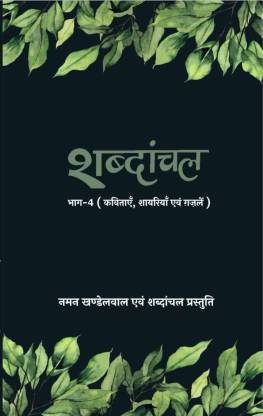 शब्दांचल
भाग-4 ( कविताएँ, शायरियाँ एवं ग़ज़लें )
नमन खण्डेलवाल एवं शब्दांचल प्रस्तुति